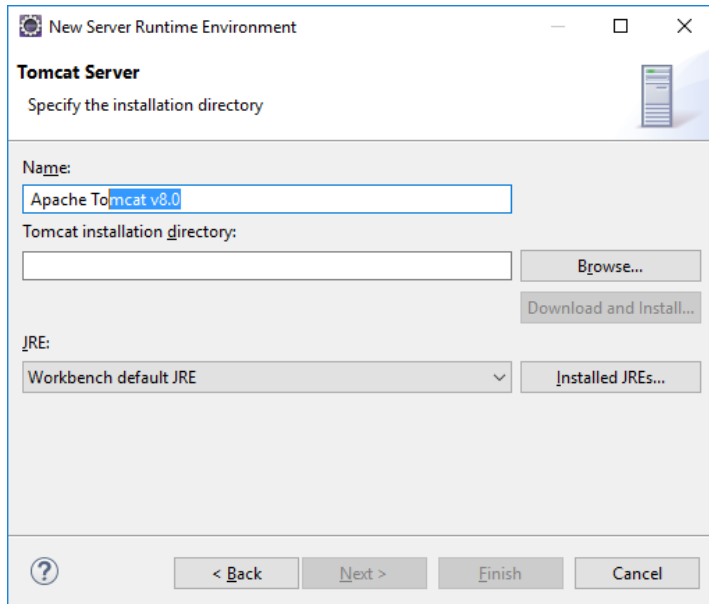 New Server Runtime Environment
Tomcat Server
Specify the installation directory
Name:
Apache Tomcat v8.0
Tomcat installation directory:
Browse...
Download and Install...
JRE:
Workbench default JRE
Installed JREs...
?
< Back
Next >
Finish
Cancel